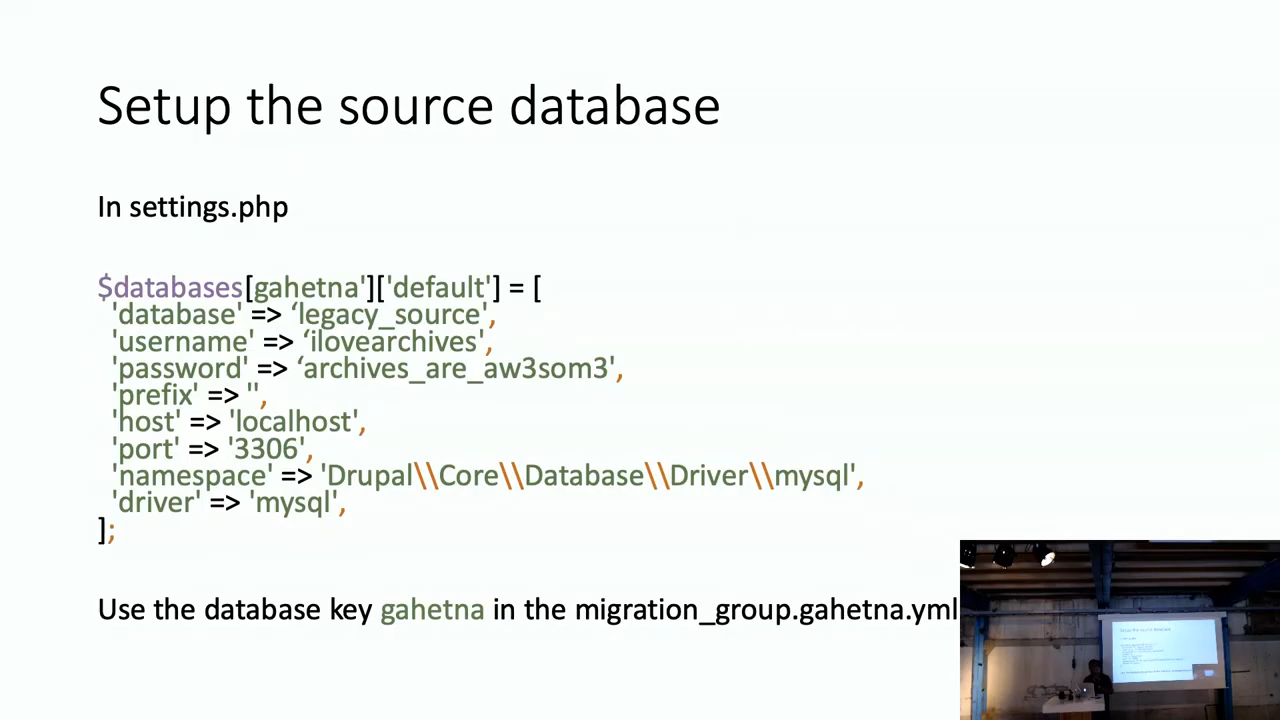 Setup the source database
In settings.php
$databases[gahetna']['default'] = [
'database' => ‘legacy_source',
'username' => ‘ilovearchives',
'password' => ‘archives_are_aw3som3',
'prefix' => '',
'host' => 'localhost',
'port' => '3306',
'namespace' => 'Drupal\\Core\\Database\\Driver\\mysql',
'driver' => 'mysql',
];
Use the database key gahetna in the migration_group.gahetna.yml